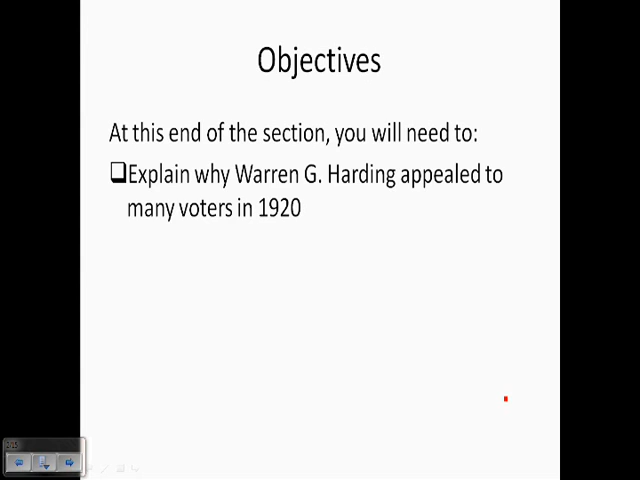 Objectives
At this end of the section, you will need to:
❑Explain why Warren G. Harding appealed to
many voters in 1920